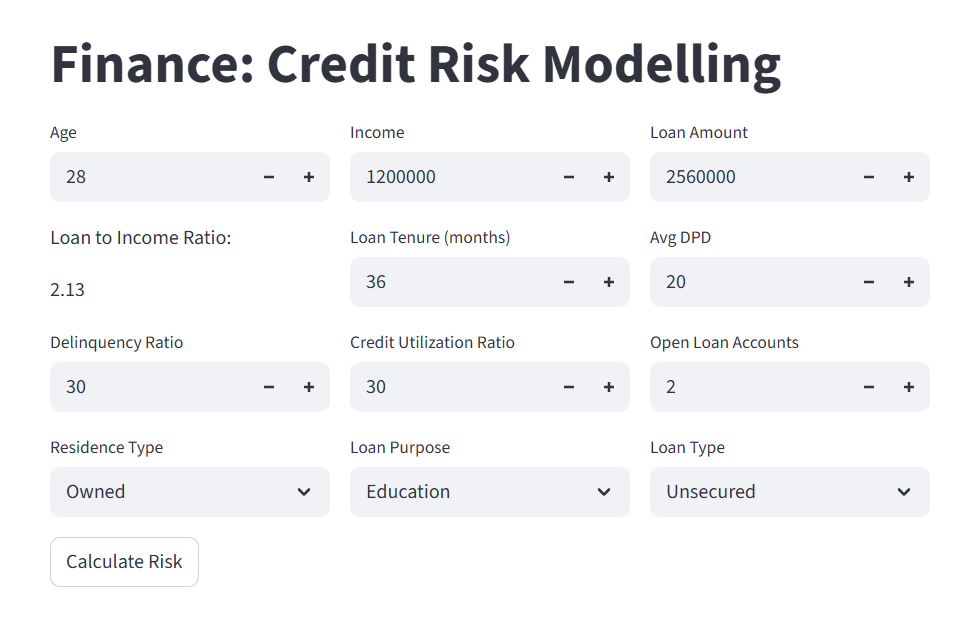 Finance: Credit Risk Modelling
Age
Income
Loan Amount
28
1200000
2560000
Loan to Income Ratio:
Loan Tenure (months)
Avg DPD
2.13
36
20
Delinquency Ratio
Credit Utilization Ratio
Open Loan Accounts
30
30
2
Residence Type
Loan Purpose
Loan Type
Owned
Education
Unsecured
Calculate Risk